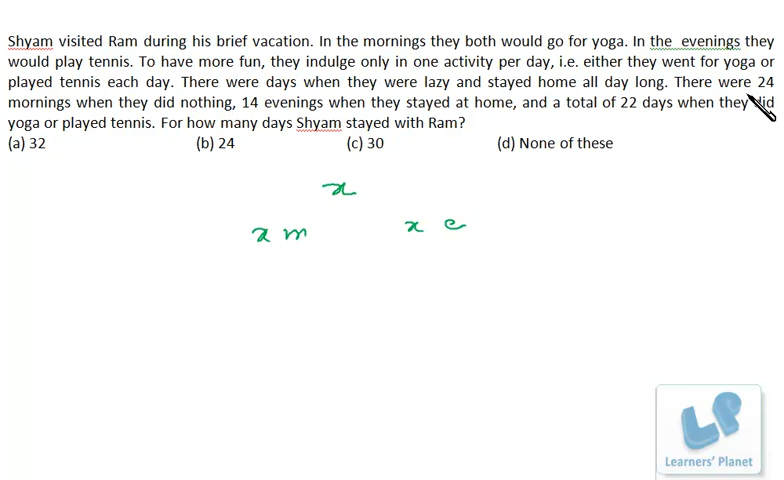 Shyam visited Ram during his brief vacation. In the mornings they both would go for yoga. In the evenings they
would play tennis. To have more fun, they indulge only in one activity per day, i.e. either they went for yoga or
played tennis each day. There were days when they were lazy and stayed home all day long. There were 24
mornings when they did nothing, 14 evenings when they stayed at home, and a total of 22 days when they did
yoga or played tennis. For how many days Shyam stayed with Ram?
(a) 32 (b) 24 (c) 30 (d) None of these
x
x m x e
LP
Learners' Planet